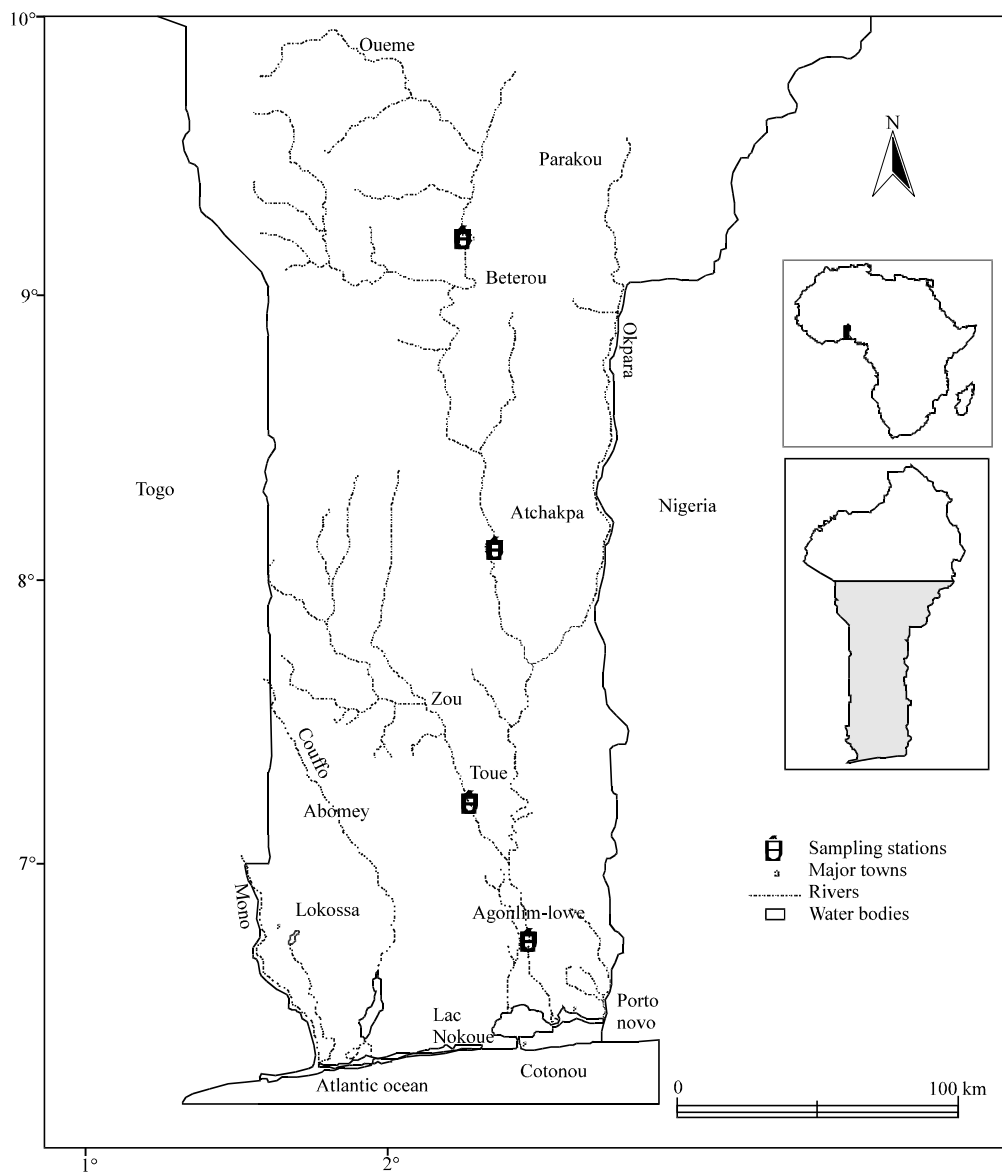 10°
Oueme
N
Parakou
Beterou
9°
Okpara
Togo
Atchakpa
Nigeria
8°
Zou
Couffo
Toue
Abomey
Sampling stations
7°
Major towns
Mono
Rivers
Lokossa
Agonlim-lowe
Water bodies
Lac
Nokoue
Porto
novo
Cotonou
Atlantic ocean
0
100 km
1°
2°